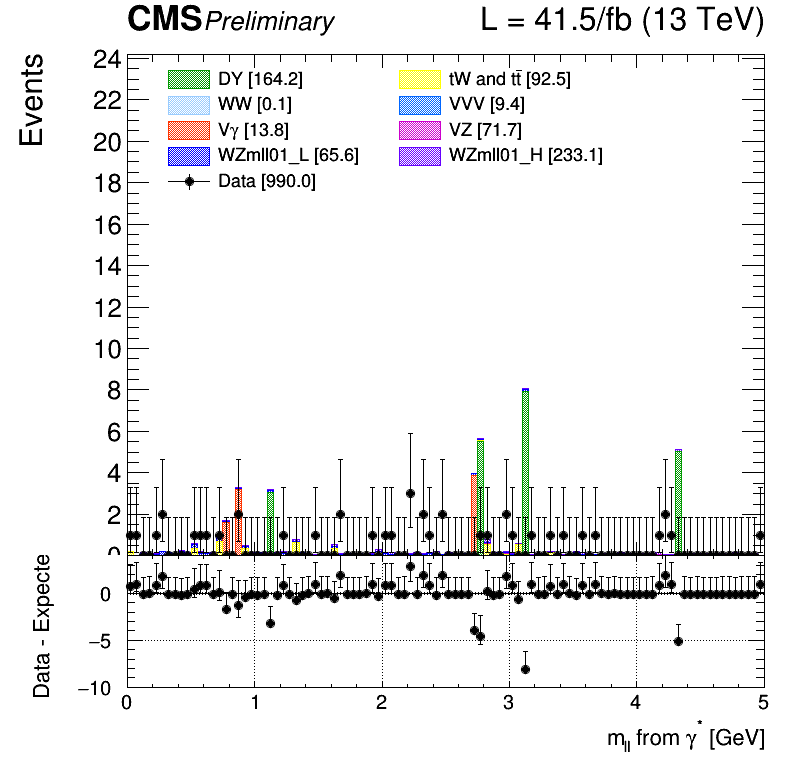 CMS Preliminary L = 41.5/fb (13 TeV)
Events
24
22
20
18
16
14
12
10
8
6
4
2
0
DY [164.2]
tW and tt̄ [92.5]
WW [0.1]
VVV [9.4]
Vγ [13.8]
VZ [71.7]
WZmll01_L [65.6]
WZmll01_H [233.1]
Data [990.0]
Data - Expecte
0
−5
−10
0 1 2 3 4 5
m_ll from γ* [GeV]